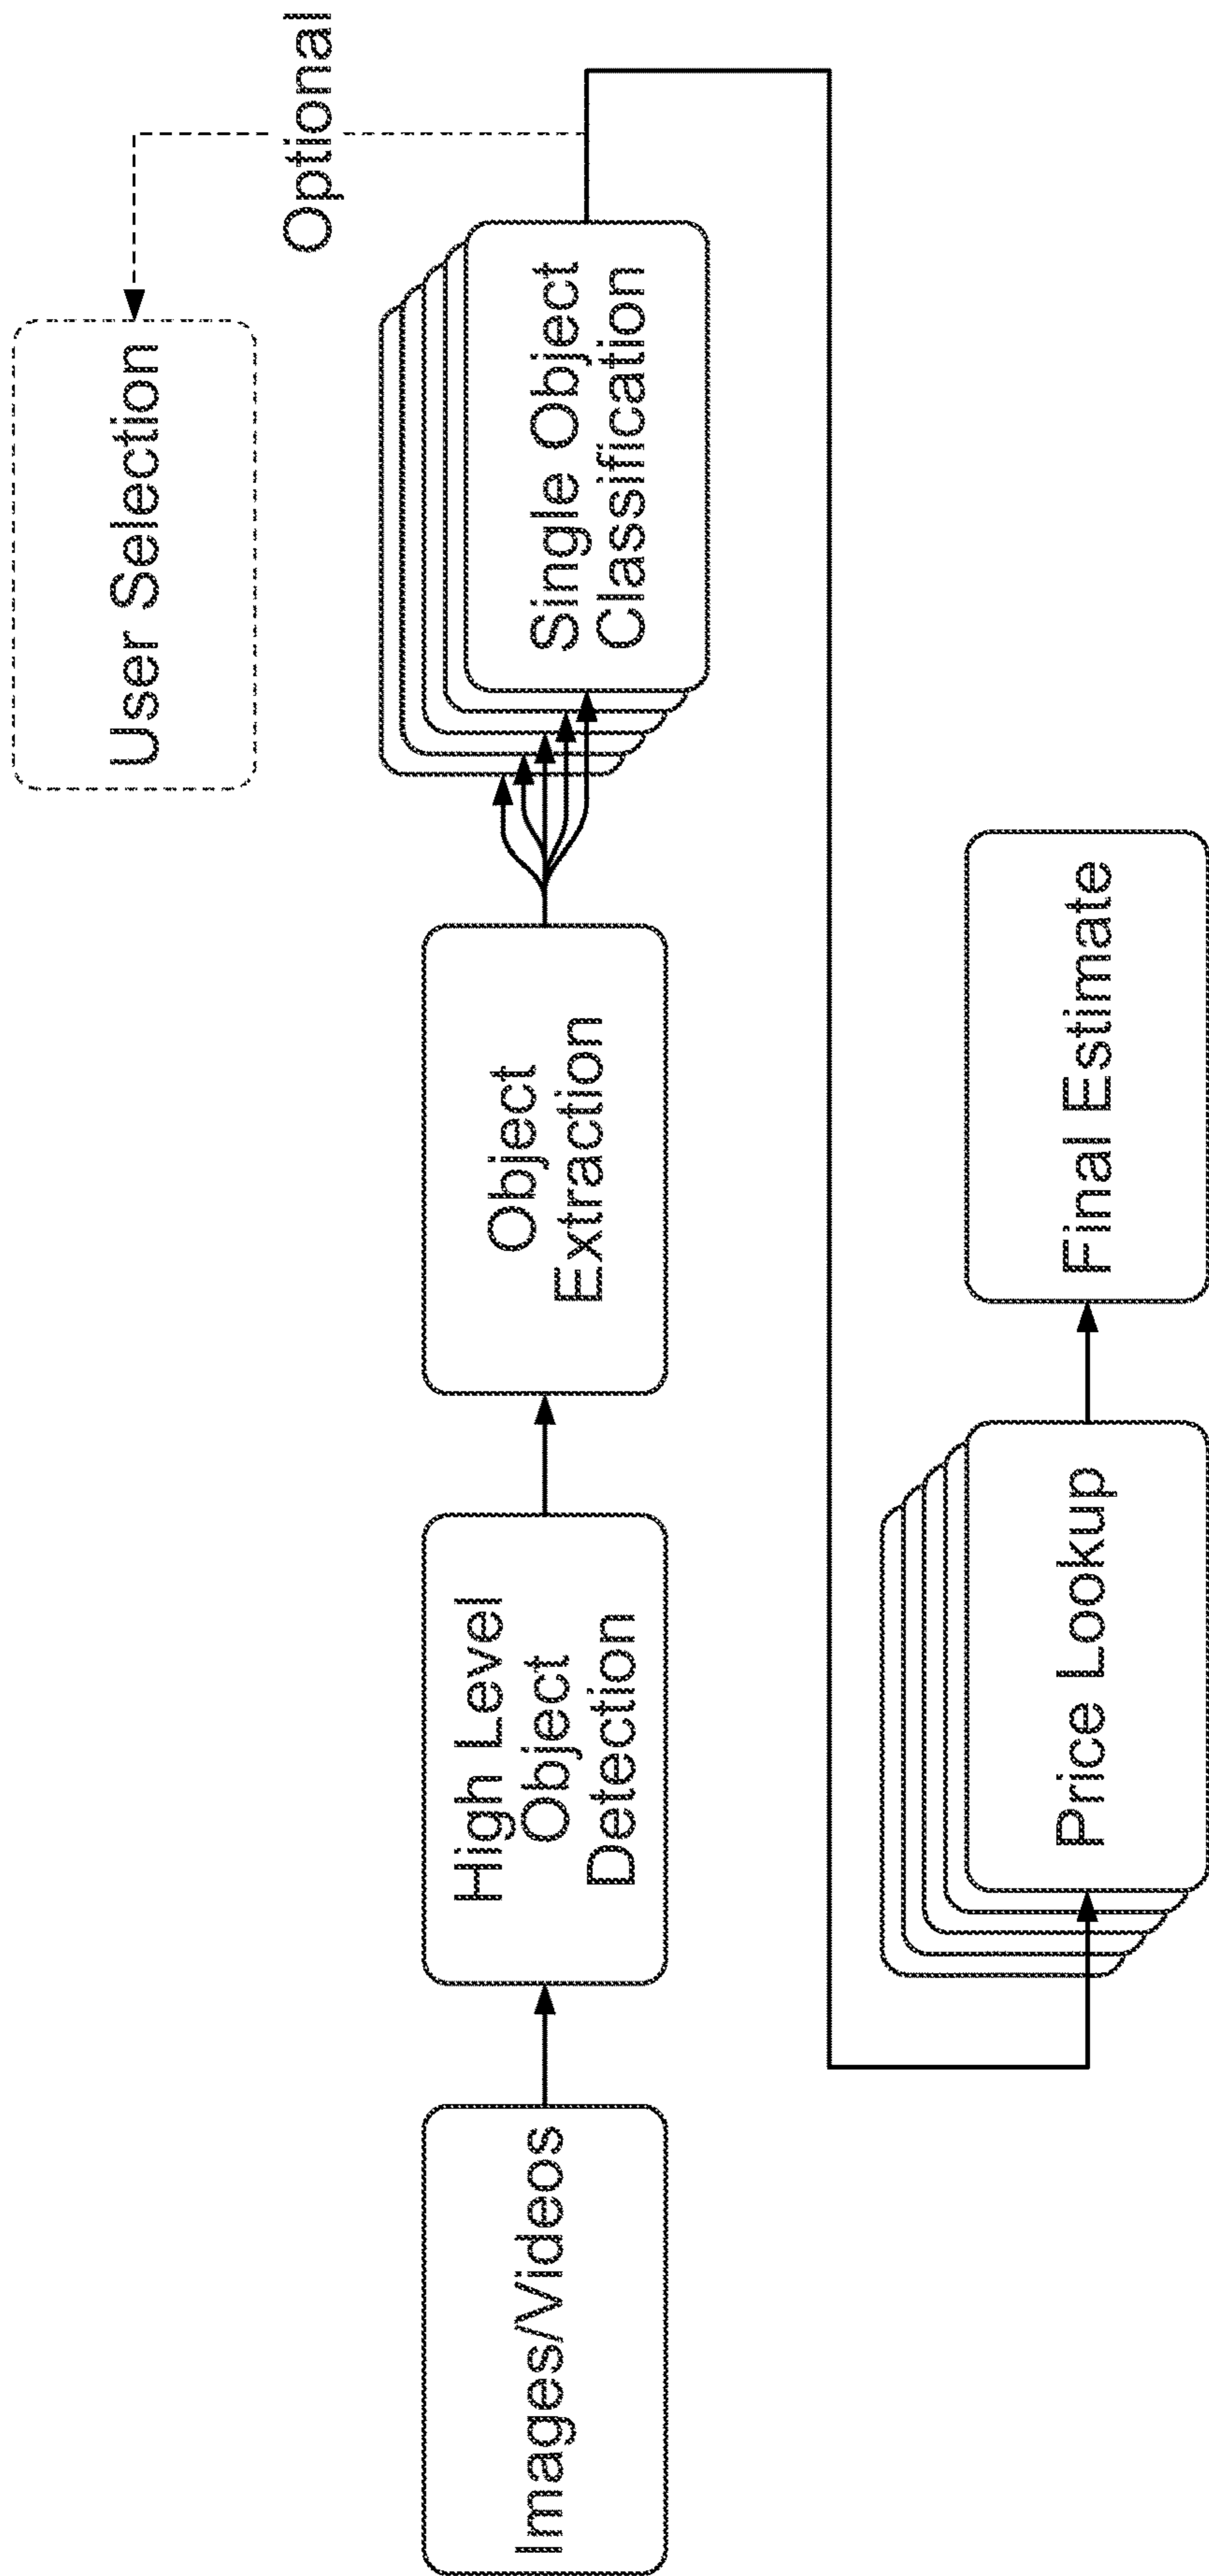 User Selection
Optional
Images/Videos
High Level
Object
Detection
Object
Extraction
Single Object
Classification
Price Lookup
Final Estimate